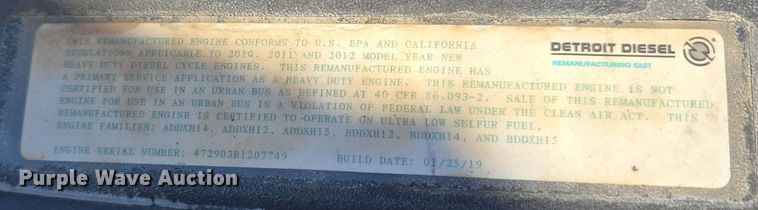 THIS REMANUFACTURED ENGINE CONFORMS TO U.S. EPA AND CALIFORNIA
REGULATIONS APPLICABLE TO 2010, 2011 AND 2012 MODEL YEAR NEW
HEAVY DUTY DIESEL CYCLE ENGINES. THIS REMANUFACTURED ENGINE HAS
A PRIMARY SERVICE APPLICATION AS A HEAVY DUTY ENGINE. THIS REMANUFACTURED ENGINE IS NOT
CERTIFIED FOR USE IN AN URBAN BUS AS DEFINED AT 40 CFR 86.093-2. SALE OF THIS REMANUFACTURED
ENGINE FOR USE IN AN URBAN BUS IS A VIOLATION OF FEDERAL LAW UNDER THE CLEAN AIR ACT. THIS
REMANUFACTURED ENGINE IS CERTIFIED TO OPERATE ON ULTRA LOW SULFUR FUEL,
ENGINE FAMILIES: ADDXH14, ADDXH12, ADDXH15, BDDXH12, BDDXH14, AND BDDXH15
ENGINE SERIAL NUMBER: 472903R1207749 BUILD DATE: 01/25/19
DETROIT DIESEL
REMANUFACTURING EAST
Purple Wave Auction